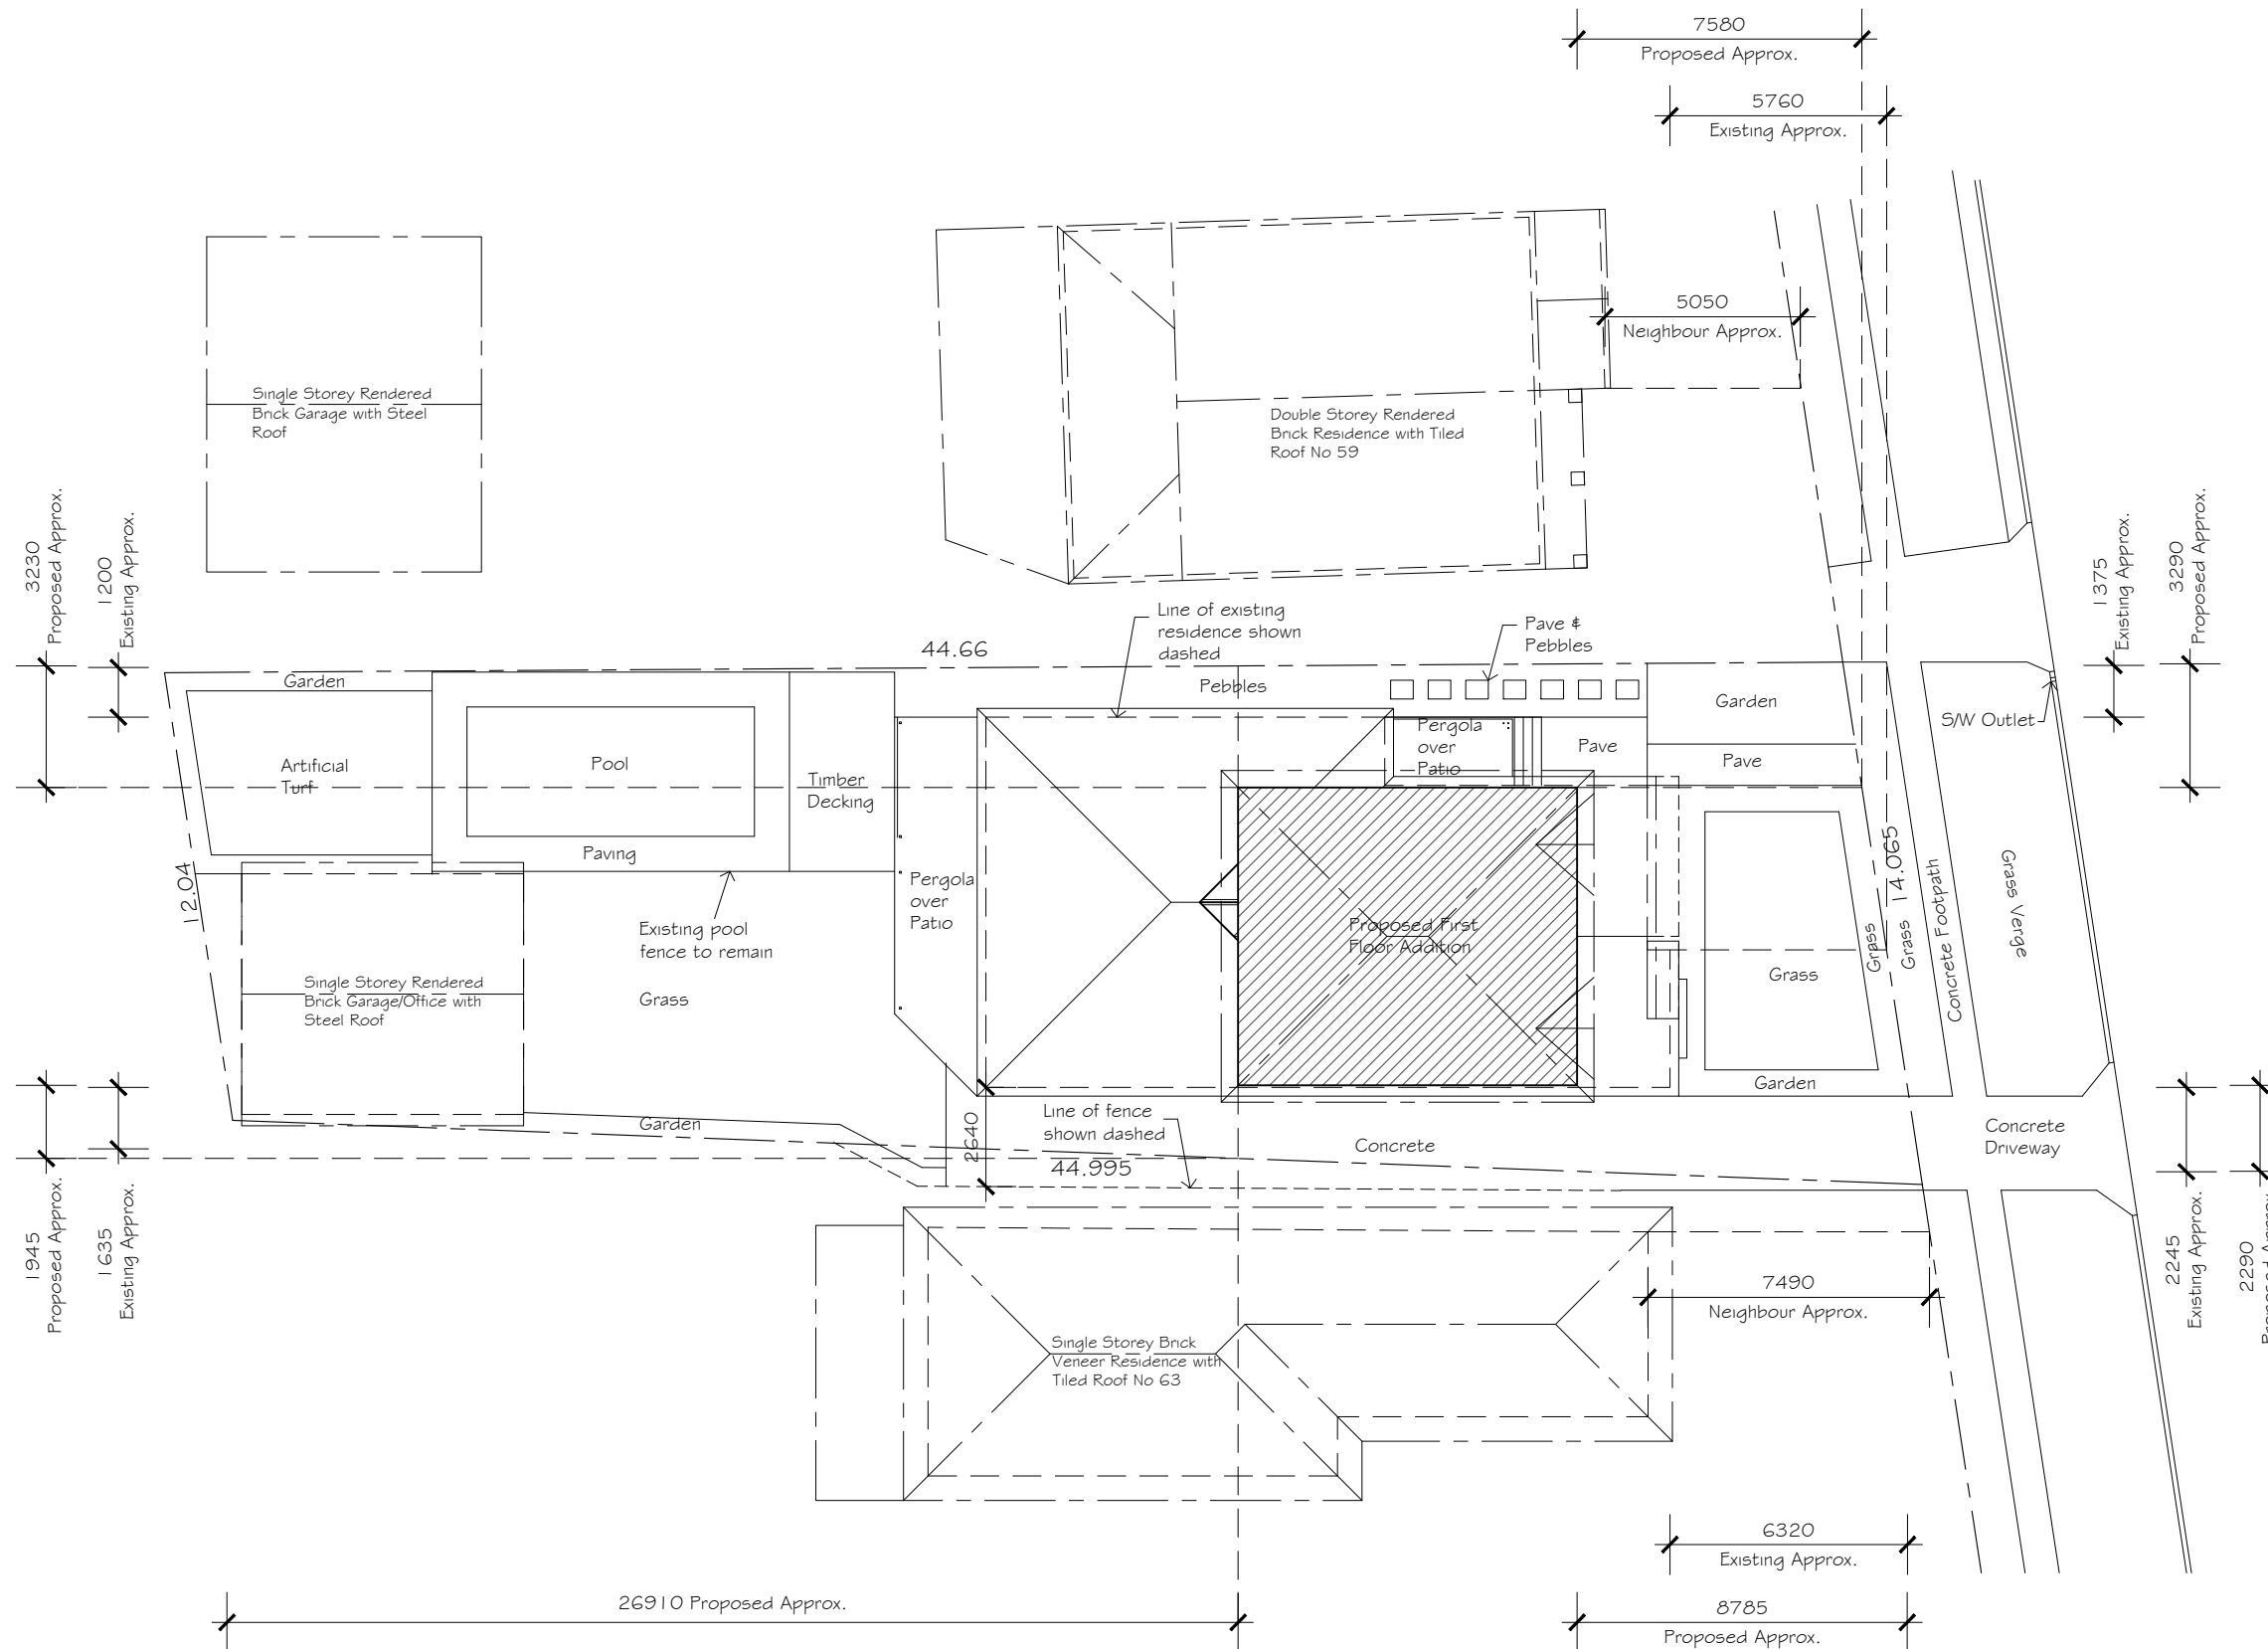 7580
Proposed Approx.
5760
Existing Approx.
5050
Neighbour Approx.
Single Storey Rendered
Brick Garage with Steel
Roof
Double Storey Rendered
Brick Residence with Tiled
Roof No 59
3230
Proposed Approx.
1200
Existing Approx.
1375
Existing Approx.
3290
Proposed Approx.
Line of existing
residence shown
dashed
Pave &
Pebbles
44.66
Garden
Pebbles
Garden
S/W Outlet
Pergola
over
Patio
Pave
Pave
Artificial
Turf
Pool
Timber
Decking
Paving
12.04
Pergola
over
Patio
Existing pool
fence to remain
Proposed First
Floor Addition
14.065
Grass
Grass
Concrete Footpath
Grass Verge
Single Storey Rendered
Brick Garage/Office with
Steel Roof
Grass
Grass
Garden
Garden
2640
Line of fence
shown dashed
44.995
Concrete
Concrete
Driveway
1945
Proposed Approx.
1635
Existing Approx.
2245
Existing Approx.
2290
7490
Neighbour Approx.
Single Storey Brick
Veneer Residence with
Tiled Roof No 63
6320
Existing Approx.
26910 Proposed Approx.
8785
Proposed Approx.